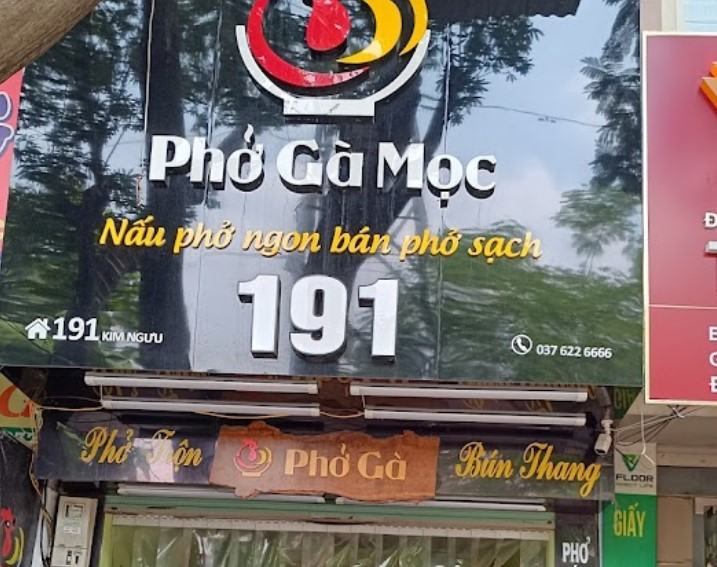 Phở Gà Mọc
Nấu phở ngon bán phở sạch
191
191 KIM NGƯU
037 622 6666
Phở Trộn
Phở Gà
Bún Thang
FLOOR
GIẤY
PHỞ